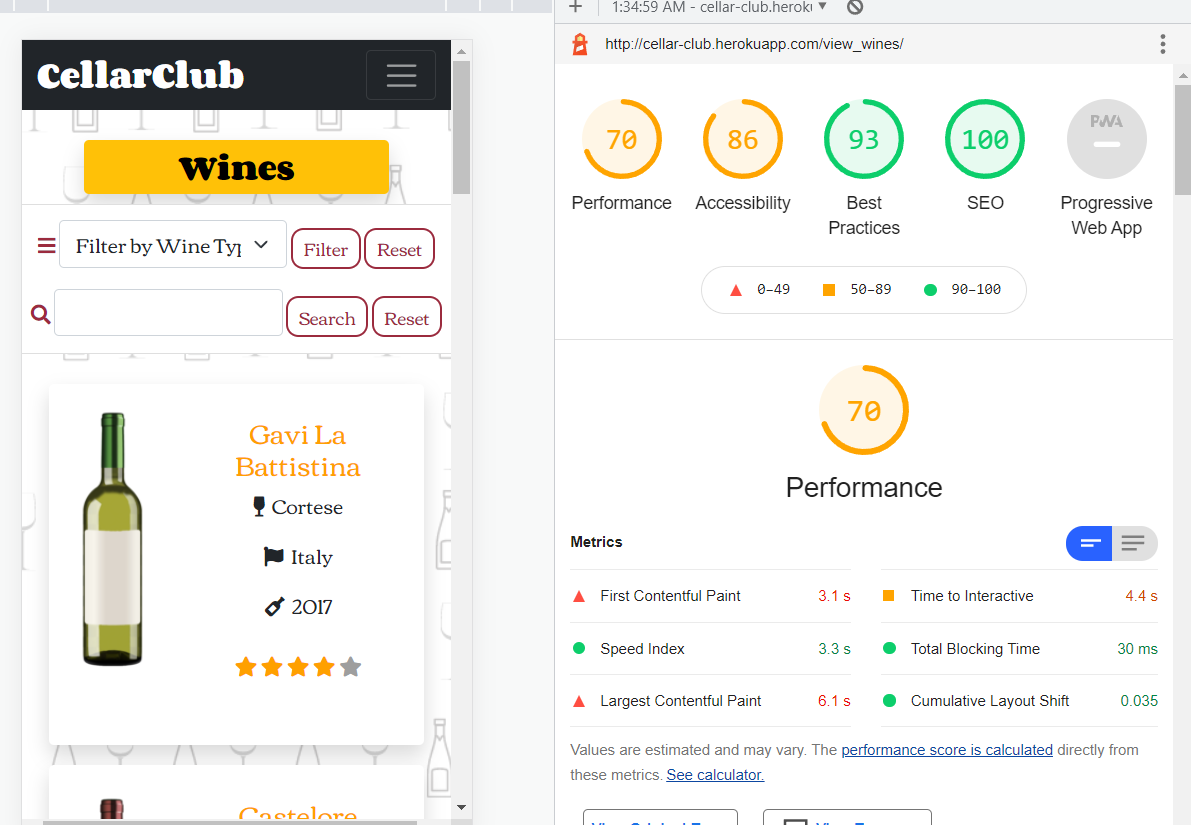 CellarClub
Wines
Filter by Wine Typ
Filter
Reset
Search
Reset
Gavi La
Battistina
Cortese
Italy
2017
Castelore
1:34:59 AM - cellar-club.heroku
http://cellar-club.herokuapp.com/view_wines/
70
86
93
100
PWA
Performance
Accessibility
Best
Practices
SEO
Progressive
Web App
0–49
50–89
90–100
70
Performance
Metrics
First Contentful Paint
3.1 s
Time to Interactive
4.4 s
Speed Index
3.3 s
Total Blocking Time
30 ms
Largest Contentful Paint
6.1 s
Cumulative Layout Shift
0.035
Values are estimated and may vary. The performance score is calculated directly from
these metrics. See calculator.